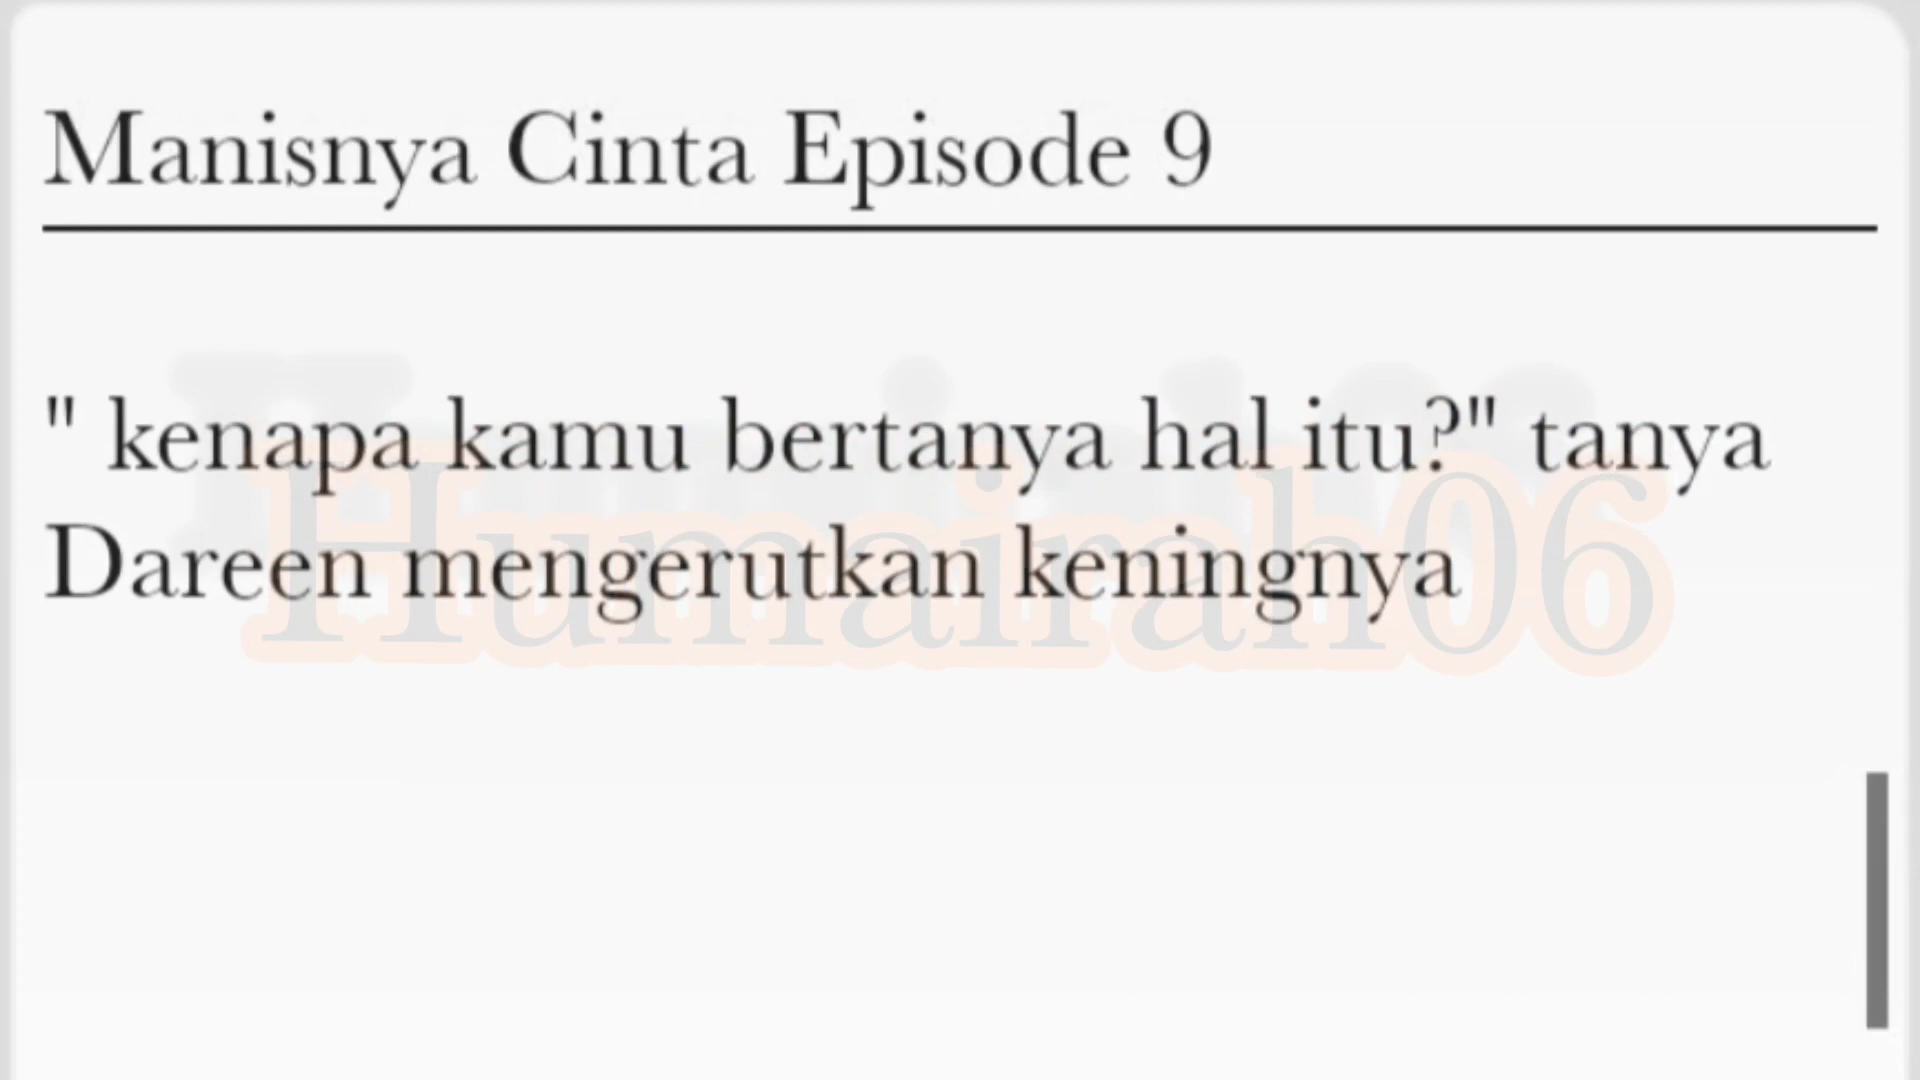 Manisnya Cinta Episode 9
" kenapa kamu bertanya hal itu?" tanya
Dareen mengerutkan keningnya
Humairah06